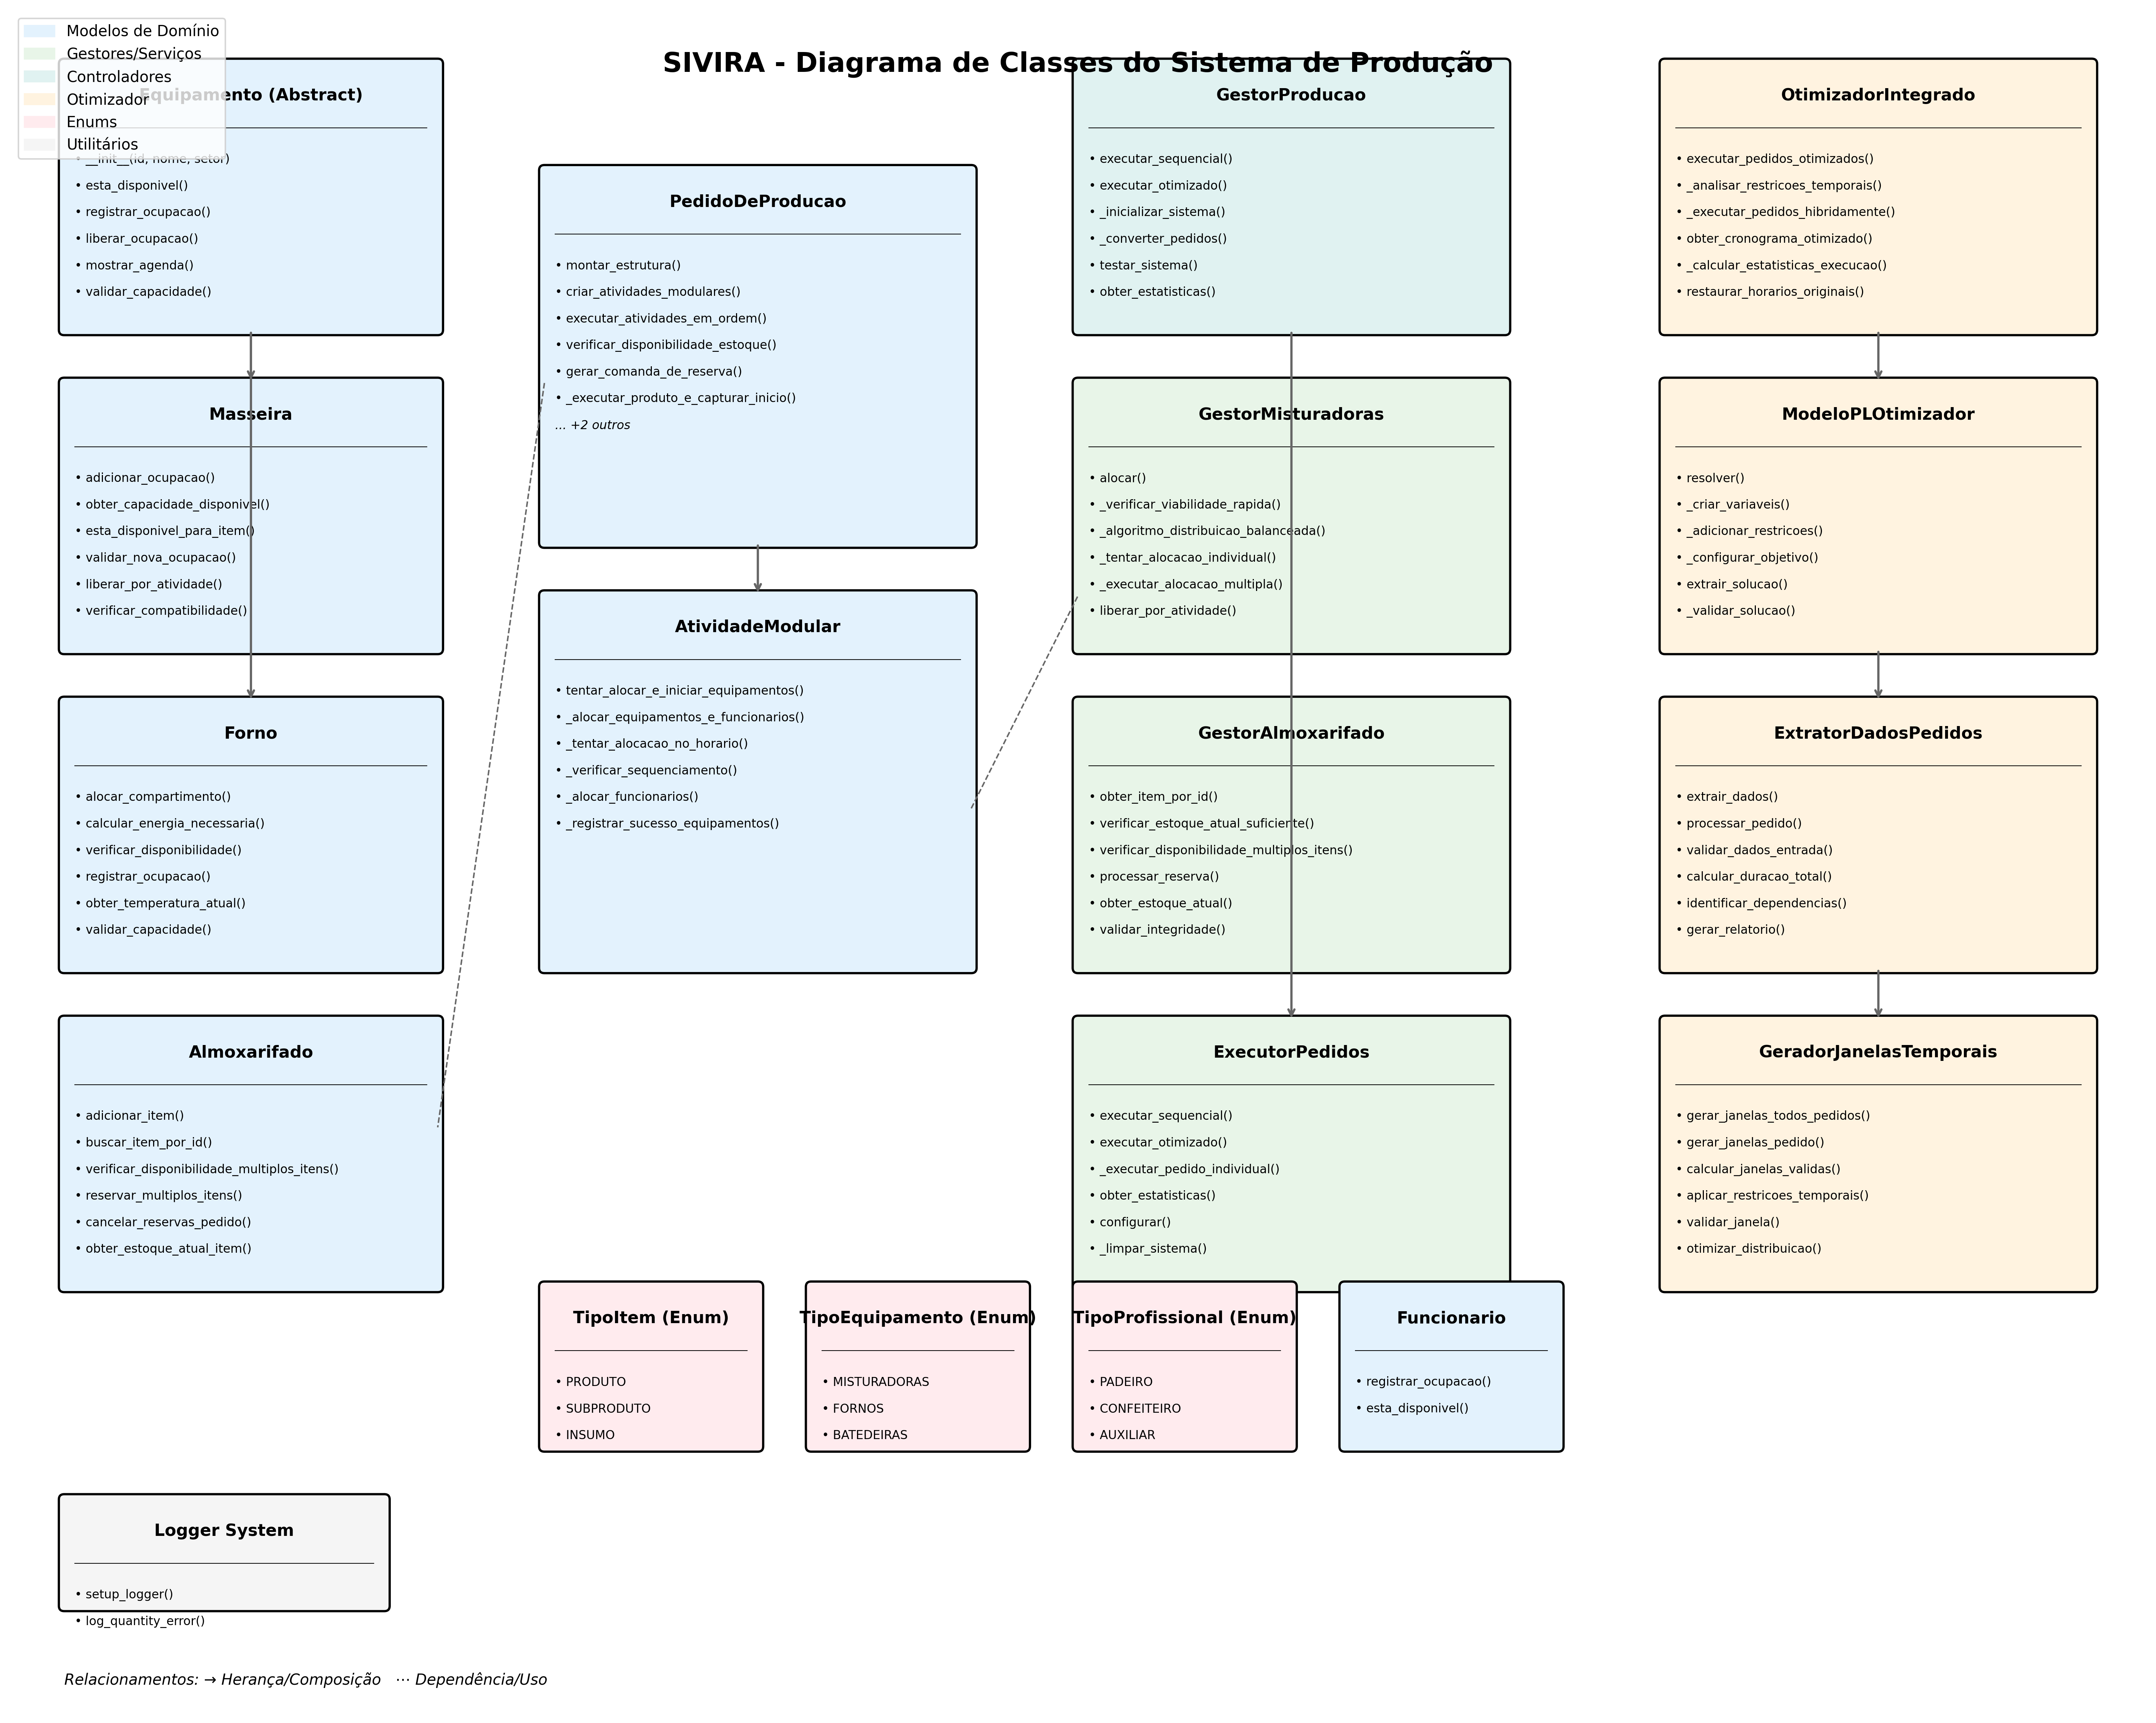 SIVIRA - Diagrama de Classes do Sistema de Produção
Modelos de Domínio
Gestores/Serviços
Controladores
Otimizador
Enums
Utilitários
Equipamento (Abstract)
• __init__(id, nome, setor)
• esta_disponivel()
• registrar_ocupacao()
• liberar_ocupacao()
• mostrar_agenda()
• validar_capacidade()
Masseira
• adicionar_ocupacao()
• obter_capacidade_disponivel()
• esta_disponivel_para_item()
• validar_nova_ocupacao()
• liberar_por_atividade()
• verificar_compatibilidade()
Forno
• alocar_compartimento()
• calcular_energia_necessaria()
• verificar_disponibilidade()
• registrar_ocupacao()
• obter_temperatura_atual()
• validar_capacidade()
Almoxarifado
• adicionar_item()
• buscar_item_por_id()
• verificar_disponibilidade_multiplos_itens()
• reservar_multiplos_itens()
• cancelar_reservas_pedido()
• obter_estoque_atual_item()
PedidoDeProducao
• montar_estrutura()
• criar_atividades_modulares()
• executar_atividades_em_ordem()
• verificar_disponibilidade_estoque()
• gerar_comanda_de_reserva()
• _executar_produto_e_capturar_inicio()
... +2 outros
AtividadeModular
• tentar_alocar_e_iniciar_equipamentos()
• _alocar_equipamentos_e_funcionarios()
• _tentar_alocacao_no_horario()
• _verificar_sequenciamento()
• _alocar_funcionarios()
• _registrar_sucesso_equipamentos()
GestorProducao
• executar_sequencial()
• executar_otimizado()
• _inicializar_sistema()
• _converter_pedidos()
• testar_sistema()
• obter_estatisticas()
GestorMisturadoras
• alocar()
• _verificar_viabilidade_rapida()
• _algoritmo_distribuicao_balanceada()
• _tentar_alocacao_individual()
• _executar_alocacao_multipla()
• liberar_por_atividade()
GestorAlmoxarifado
• obter_item_por_id()
• verificar_estoque_atual_suficiente()
• verificar_disponibilidade_multiplos_itens()
• processar_reserva()
• obter_estoque_atual()
• validar_integridade()
ExecutorPedidos
• executar_sequencial()
• executar_otimizado()
• _executar_pedido_individual()
• obter_estatisticas()
• configurar()
• _limpar_sistema()
OtimizadorIntegrado
• executar_pedidos_otimizados()
• _analisar_restricoes_temporais()
• _executar_pedidos_hibridamente()
• obter_cronograma_otimizado()
• _calcular_estatisticas_execucao()
• restaurar_horarios_originais()
ModeloPLOtimizador
• resolver()
• _criar_variaveis()
• _adicionar_restricoes()
• _configurar_objetivo()
• extrair_solucao()
• _validar_solucao()
ExtratorDadosPedidos
• extrair_dados()
• processar_pedido()
• validar_dados_entrada()
• calcular_duracao_total()
• identificar_dependencias()
• gerar_relatorio()
GeradorJanelasTemporais
• gerar_janelas_todos_pedidos()
• gerar_janelas_pedido()
• calcular_janelas_validas()
• aplicar_restricoes_temporais()
• validar_janela()
• otimizar_distribuicao()
TipoItem (Enum)
• PRODUTO
• SUBPRODUTO
• INSUMO
TipoEquipamento (Enum)
• MISTURADORAS
• FORNOS
• BATEDEIRAS
TipoProfissional (Enum)
• PADEIRO
• CONFEITEIRO
• AUXILIAR
Funcionario
• registrar_ocupacao()
• esta_disponivel()
Logger System
• setup_logger()
• log_quantity_error()
Relacionamentos: → Herança/Composição ··· Dependência/Uso